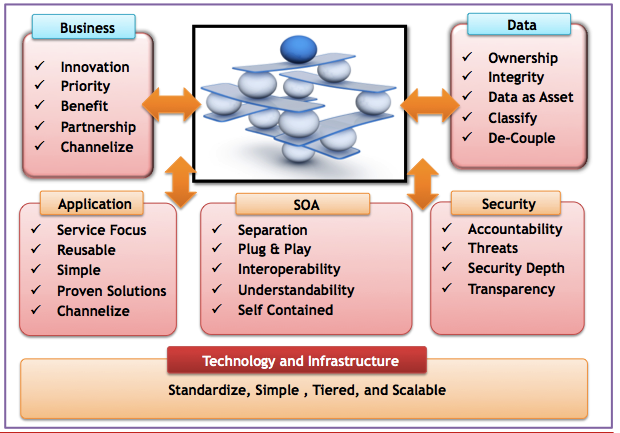 Business
Innovation
Priority
Benefit
Partnership
Channelize
Data
Ownership
Integrity
Data as Asset
Classify
De-Couple
Application
Service Focus
Reusable
Simple
Proven Solutions
Channelize
SOA
Separation
Plug & Play
Interoperability
Understandability
Self Contained
Security
Accountability
Threats
Security Depth
Transparency
Technology and Infrastructure
Standardize, Simple , Tiered, and Scalable